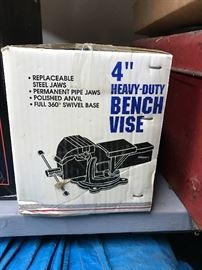 • REPLACEABLE
STEEL JAWS
• PERMANENT PIPE JAWS
• POLISHED ANVIL
• FULL 360° SWIVEL BASE
4"
HEAVY-DUTY
BENCH
VISE